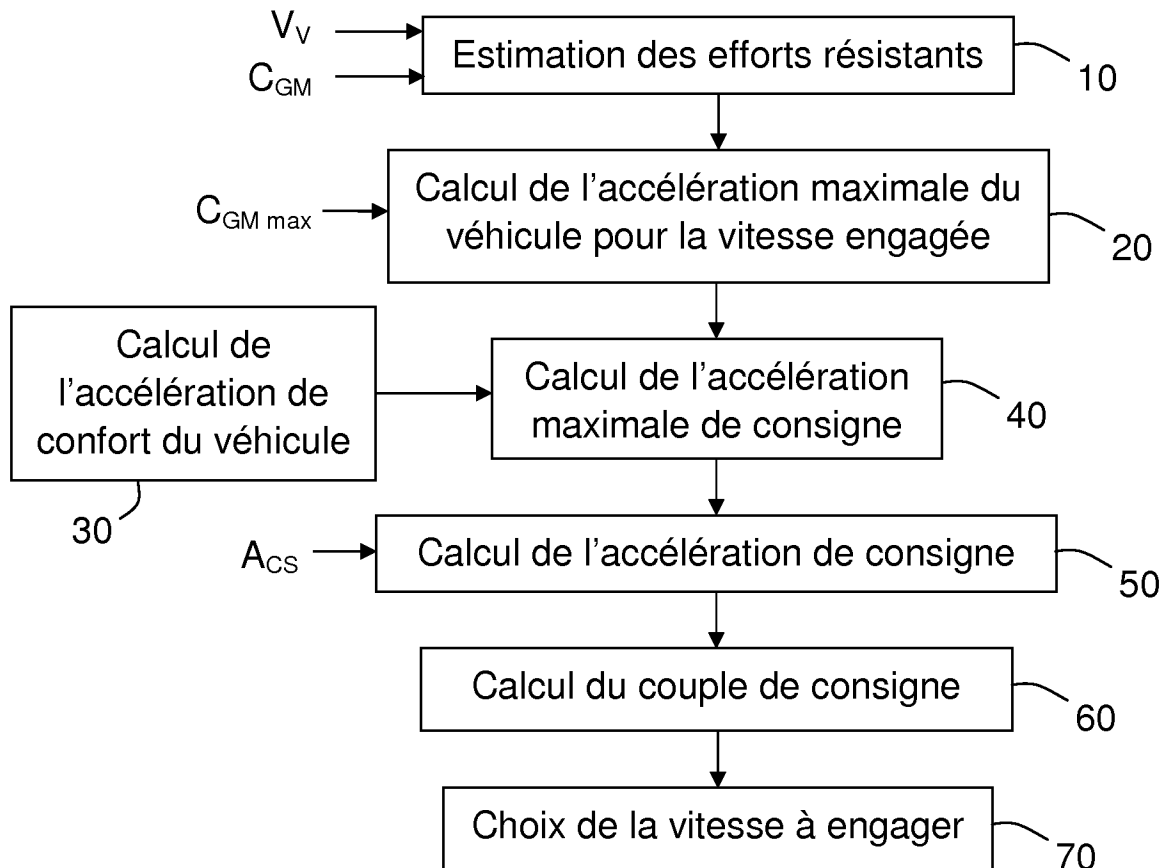 V_V
Estimation des efforts résistants
10
C_GM
Calcul de l'accélération maximale du
véhicule pour la vitesse engagée
C_GM max
20
Calcul de
l'accélération de
confort du véhicule
30
Calcul de l'accélération
maximale de consigne
40
A_CS
Calcul de l'accélération de consigne
50
Calcul du couple de consigne
60
Choix de la vitesse à engager
70